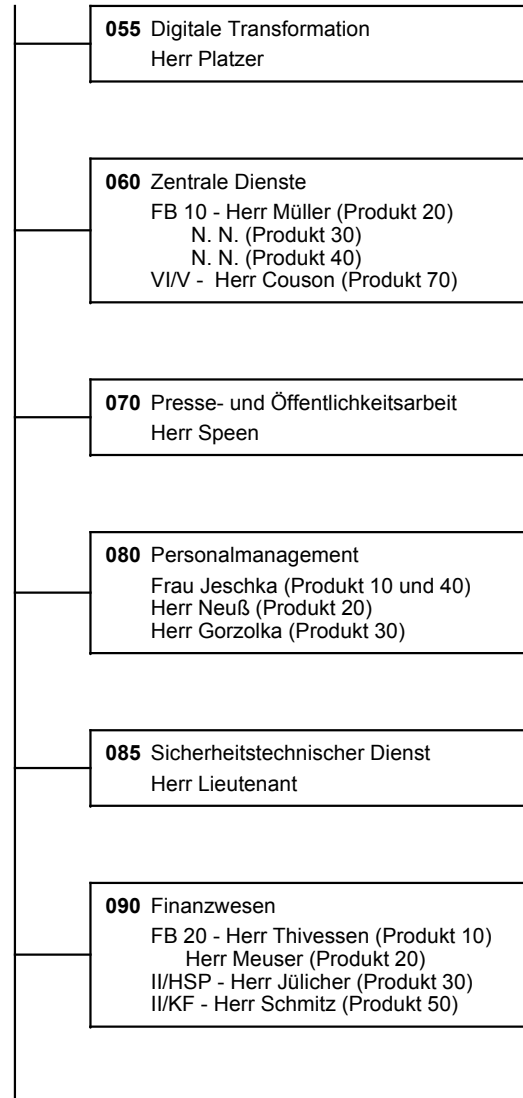 055 Digitale Transformation
Herr Platzer
060 Zentrale Dienste
FB 10 - Herr Müller (Produkt 20)
N. N. (Produkt 30)
N. N. (Produkt 40)
VI/V - Herr Couson (Produkt 70)
070 Presse- und Öffentlichkeitsarbeit
Herr Speen
080 Personalmanagement
Frau Jeschka (Produkt 10 und 40)
Herr Neuß (Produkt 20)
Herr Gorzolka (Produkt 30)
085 Sicherheitstechnischer Dienst
Herr Lieutenant
090 Finanzwesen
FB 20 - Herr Thivessen (Produkt 10)
Herr Meuser (Produkt 20)
II/HSP - Herr Jülicher (Produkt 30)
II/KF - Herr Schmitz (Produkt 50)